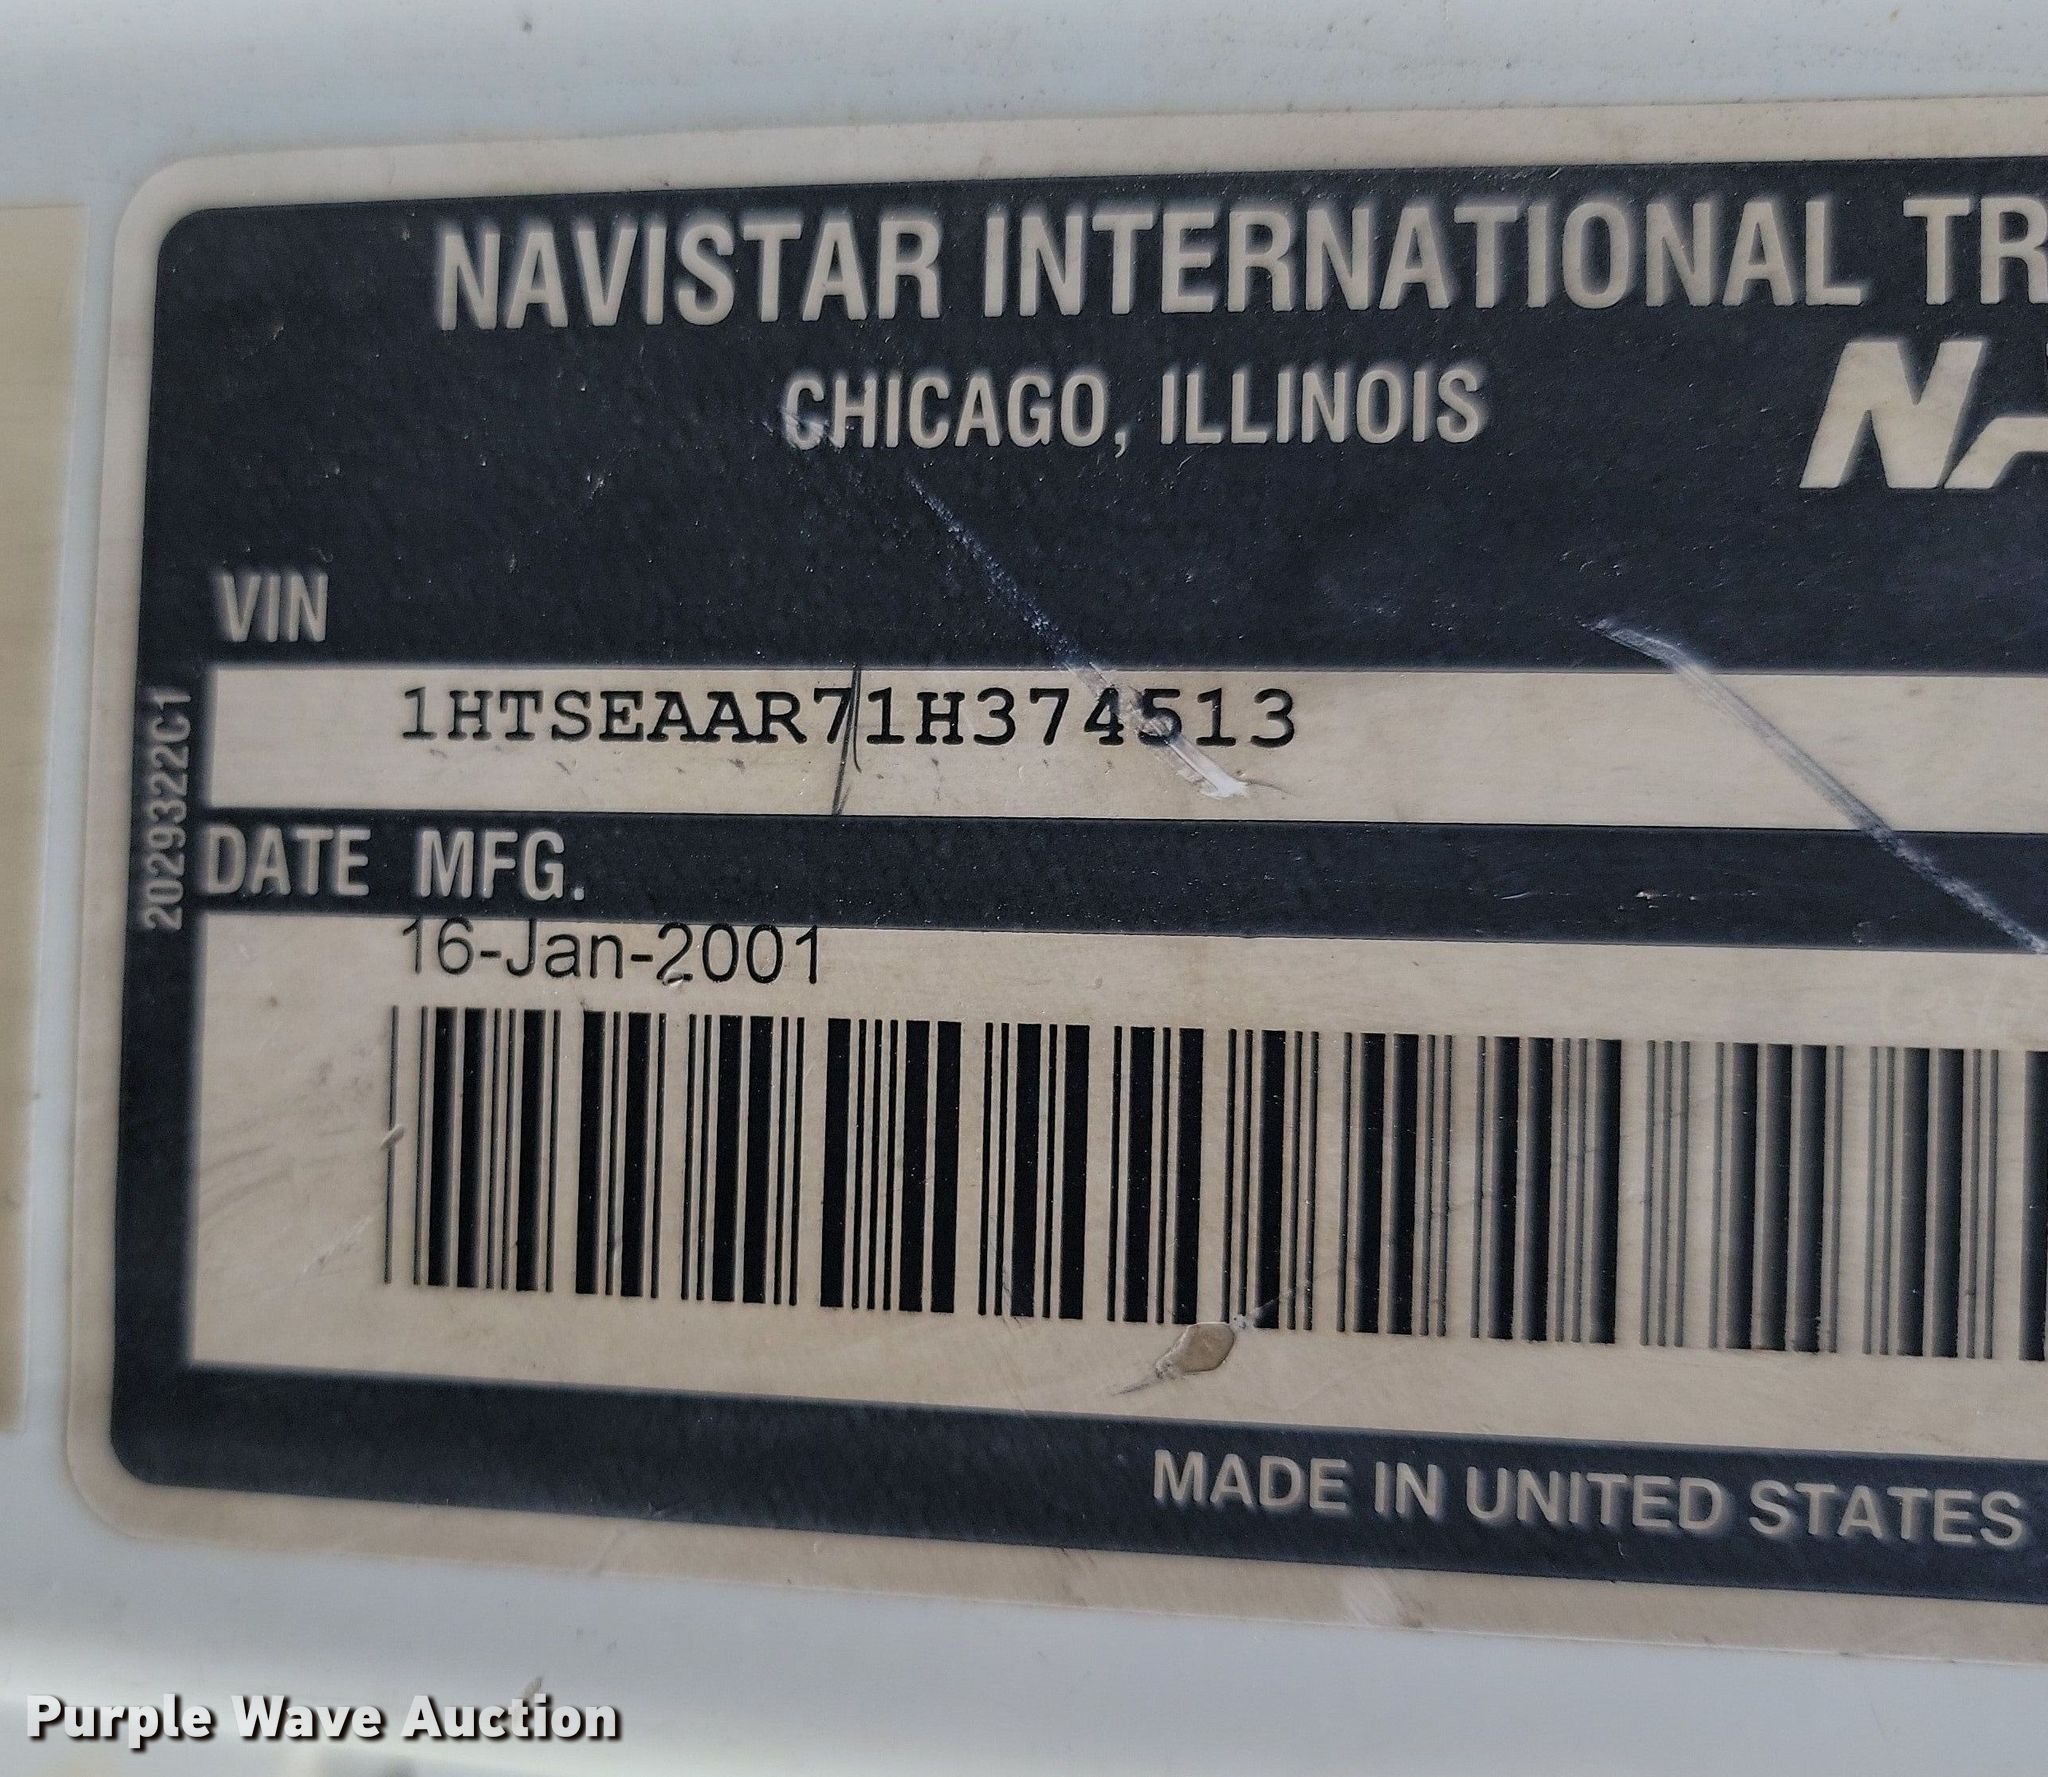 NAVISTAR INTERNATIONAL TR
CHICAGO, ILLINOIS
NA
VIN
1HTSEAAR71H374513
2029322C1
DATE MFG.
16-Jan-2001
MADE IN UNITED STATES
Purple Wave Auction